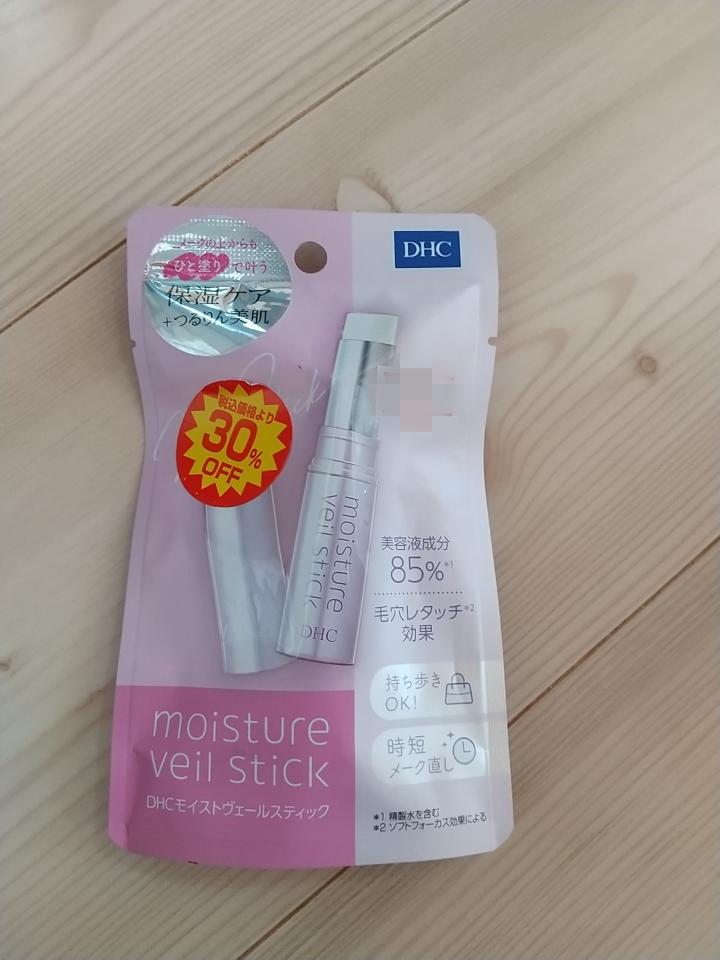 メークの上からも
ひと塗りで叶う
保湿ケア
+つるりん美肌
DHC
税込価格より
30%
OFF
moisture
veil stick
DHC
美容液成分
85%*1
毛穴レタッチ*2
効果
持ち歩き
OK!
時短
メーク直し
moisture
veil stick
DHCモイストヴェールスティック
*1 精製水を含む
*2 ソフトフォーカス効果による